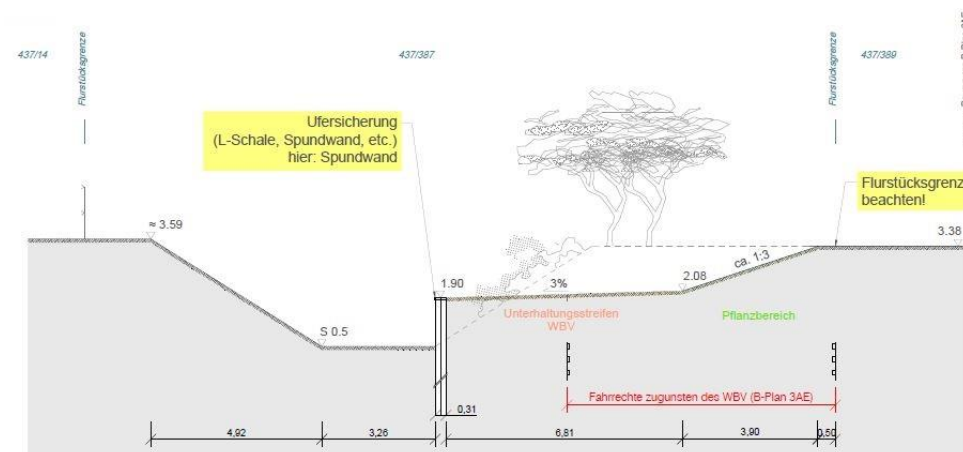 437/14
Flurstücksgrenze
437/387
Flurstücksgrenze
437/389
Ufersicherung
(L-Schale, Spundwand, etc.)
hier: Spundwand
Flurstücksgrenz
beachten!
≈ 3.59
3.38
ca. 1:3
1.90
3%
2.08
Unterhaltungsstreifen
WBV
Pflanzbereich
S 0.5
Fahrrechte zugunsten des WBV (B-Plan 3AE)
0,31
4,92
3,26
6,81
3,90
0,50